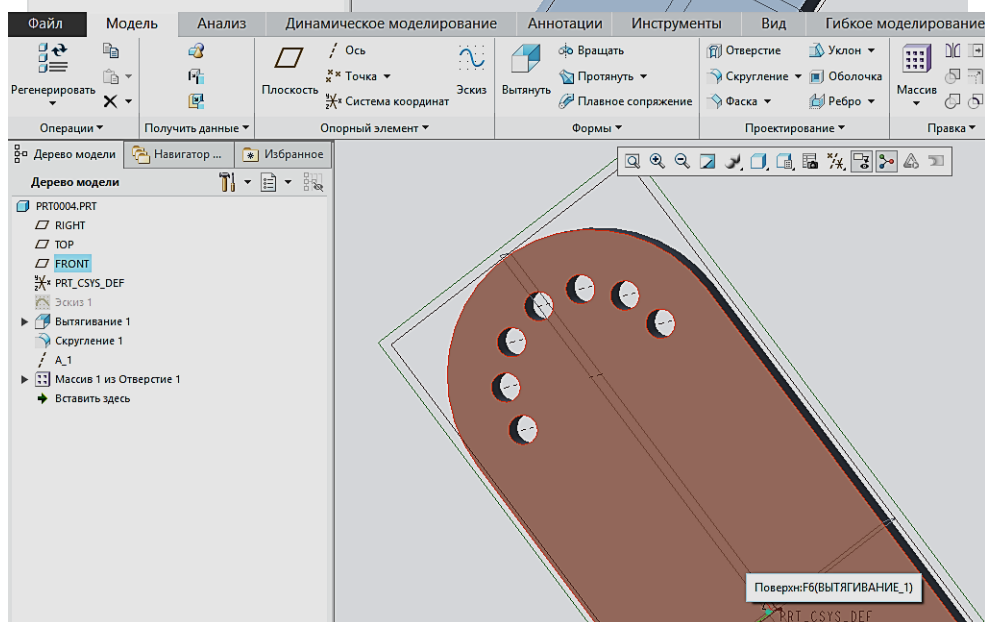 Файл Модель Анализ Динамическое моделирование Аннотации Инструменты Вид Гибкое моделирование
Регенерировать
Операции
Получить данные
Плоскость
Ось
Точка
Система координат
Эскиз
Опорный элемент
Вытянуть
Вращать
Протянуть
Плавное сопряжение
Формы
Отверстие
Скругление
Фаска
Уклон
Оболочка
Ребро
Проектирование
Массив
Правка
Дерево модели Навигатор ... Избранное
Дерево модели
PRT0004.PRT
RIGHT
TOP
FRONT
PRT_CSYS_DEF
Эскиз 1
Вытягивание 1
Скругление 1
A_1
Массив 1 из Отверстие 1
Вставить здесь
Поверхн:F6(ВЫТЯГИВАНИЕ_1)
PRT_CSYS_DEF